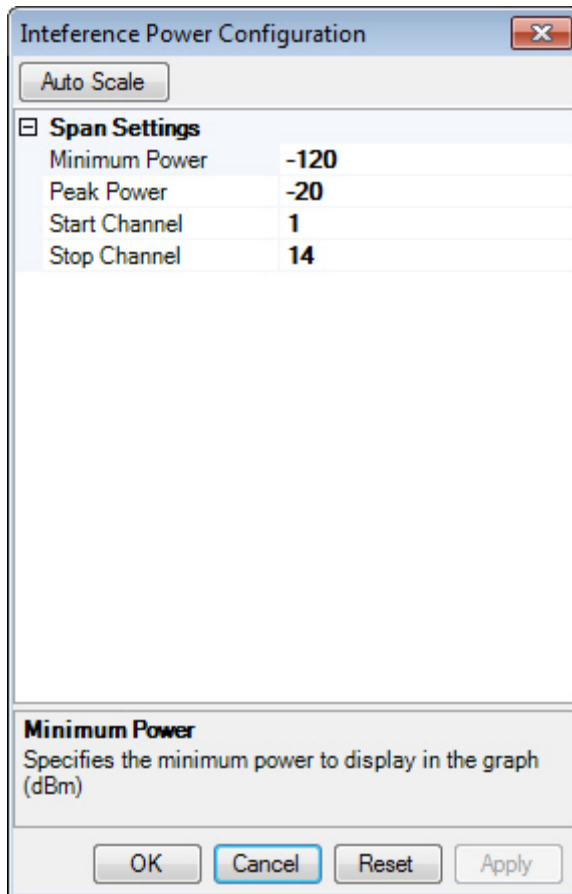 Inteference Power Configuration
Auto Scale
Span Settings
Minimum Power -120
Peak Power -20
Start Channel 1
Stop Channel 14
Minimum Power
Specifies the minimum power to display in the graph
(dBm)
OK Cancel Reset Apply